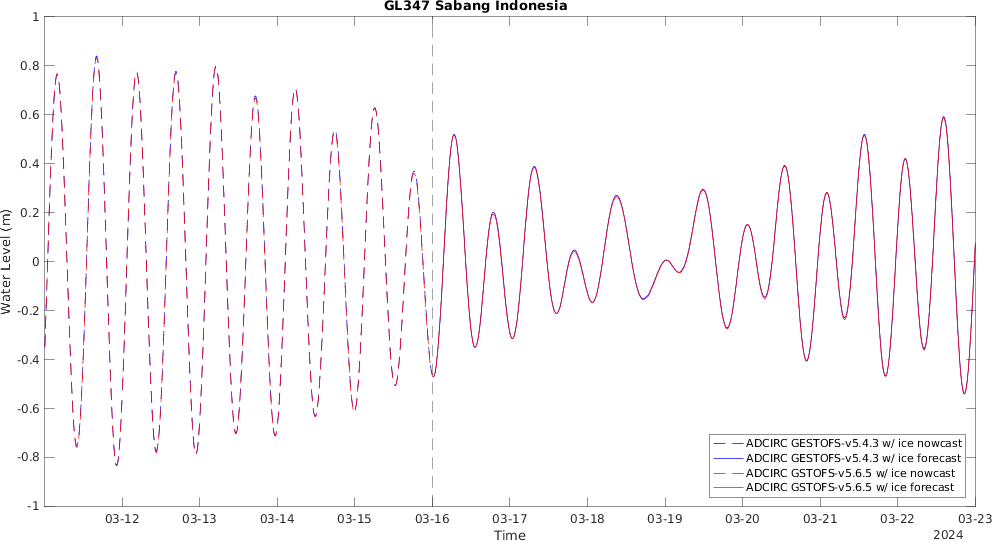 GL347 Sabang Indonesia
1
0.8
0.6
0.4
0.2
0
-0.2
-0.4
-0.6
-0.8
-1
Water Level (m)
ADCIRC GESTOFS-v5.4.3 w/ ice nowcast
ADCIRC GESTOFS-v5.4.3 w/ ice forecast
ADCIRC GSTOFS-v5.6.5 w/ ice nowcast
ADCIRC GSTOFS-v5.6.5 w/ ice forecast
03-12 03-13 03-14 03-15 03-16 03-17 03-18 03-19 03-20 03-21 03-22 03-23
Time
2024